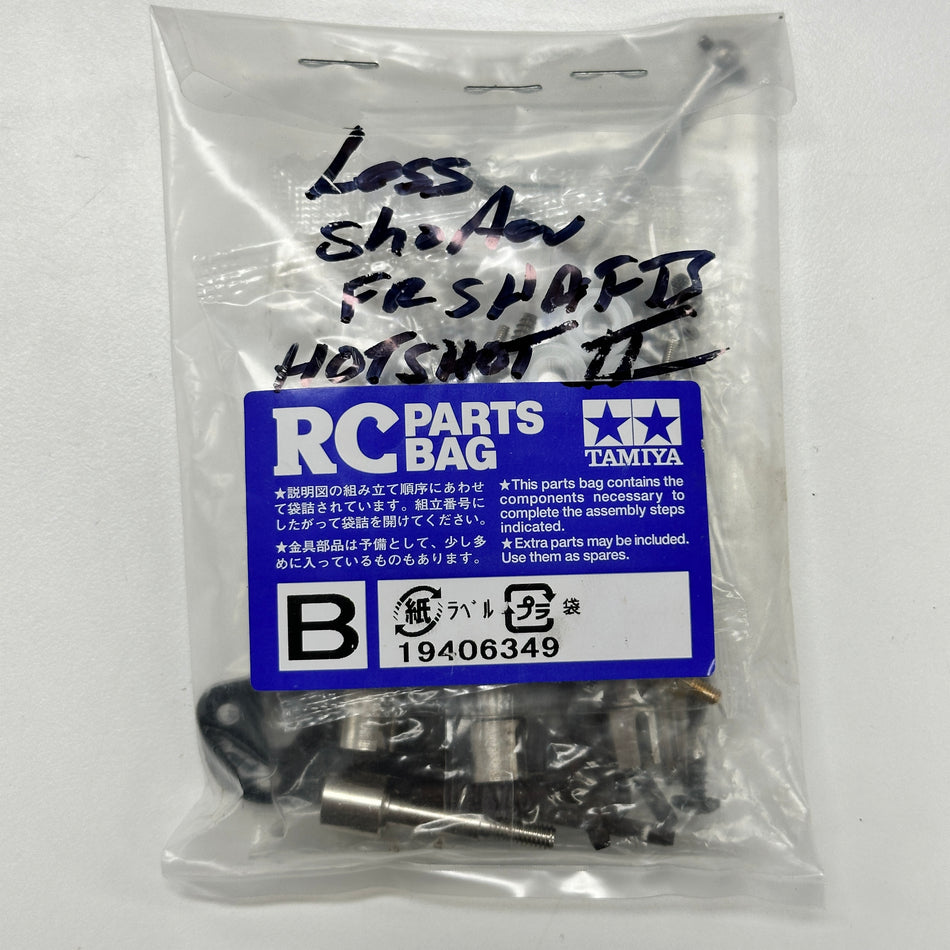 Loss
FR SHAFT
HOTSHOT II
RC PARTS BAG
TAMIYA
★説明図の組み立て順序にあわせ
て袋詰されています。組立番号に
したがって袋詰を開けてください。
★金具部品は予備として、少し多
めに入っているものもあります。
★This parts bag contains the
components necessary to
complete the assembly steps
indicated.
★Extra parts may be included.
Use them as spares.
B
紙 ラベル プラ 袋
19406349